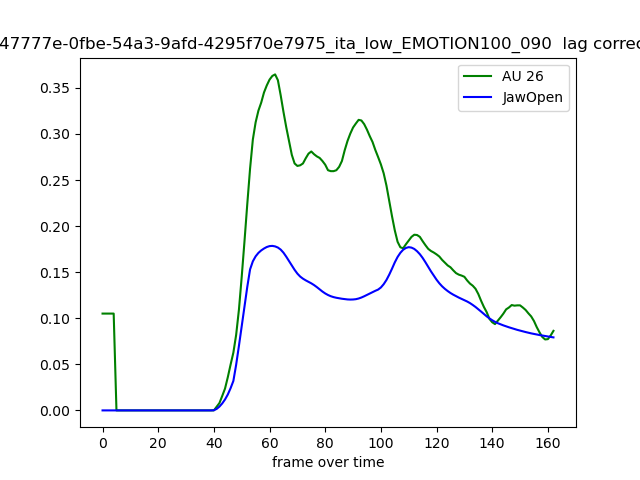 47777e-0fbe-54a3-9afd-4295f70e7975_ita_low_EMOTION100_090  lag correc
AU 26
JawOpen
0.35
0.30
0.25
0.20
0.15
0.10
0.05
0.00
0 20 40 60 80 100 120 140 160
frame over time